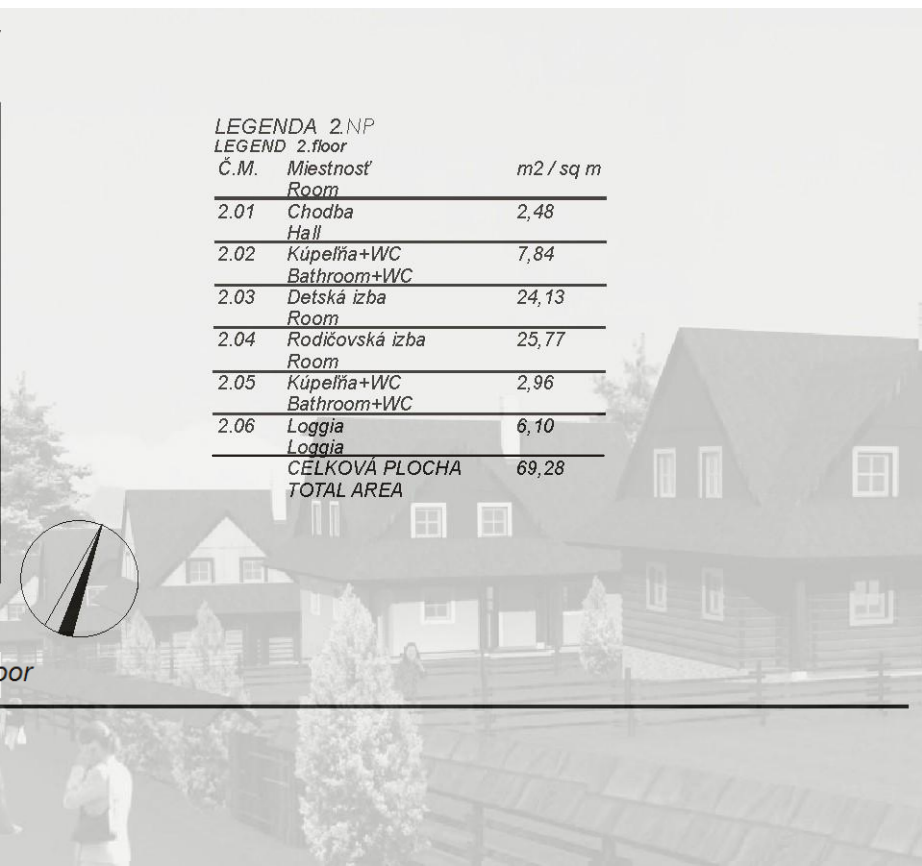 LEGENDA 2.NP
LEGEND 2.floor
Č.M. Miestnosť m2 / sq m
Room
2.01 Chodba 2,48
Hall
2.02 Kúpeľňa+WC 7,84
Bathroom+WC
2.03 Detská izba 24,13
Room
2.04 Rodičovská izba 25,77
Room
2.05 Kúpeľňa+WC 2,96
Bathroom+WC
2.06 Loggia 6,10
Loggia
CELKOVÁ PLOCHA 69,28
TOTAL AREA
oor